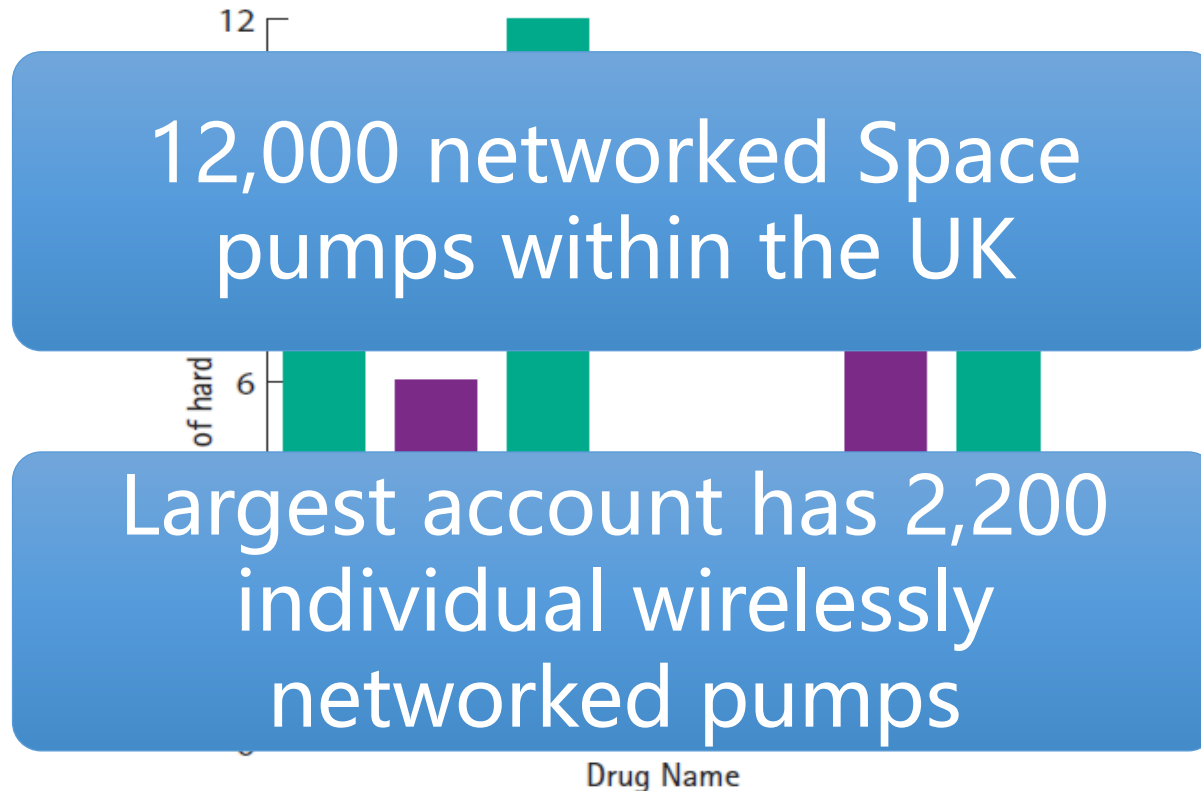 12
12,000 networked Space
pumps within the UK
6
of hard
Largest account has 2,200
individual wirelessly
networked pumps
Drug Name